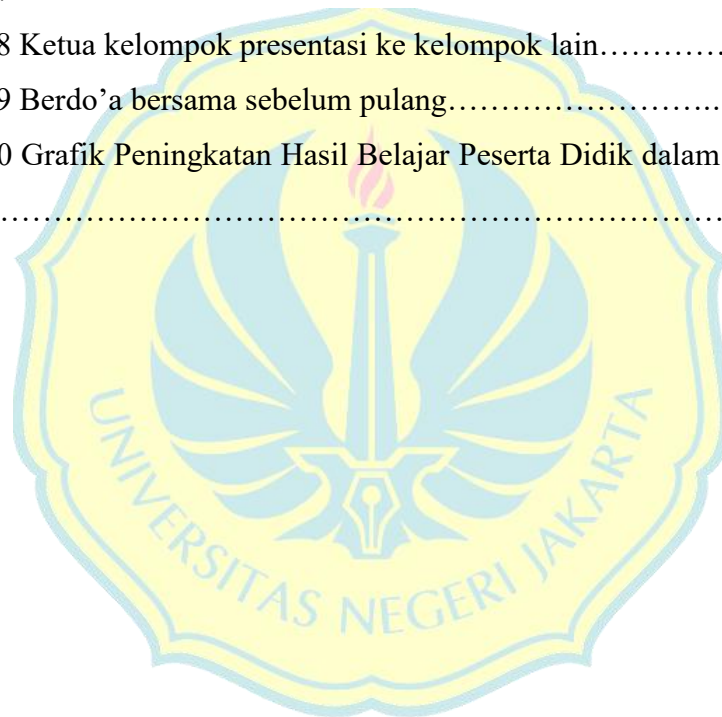 8 Ketua kelompok presentasi ke kelompok lain…………
9 Berdo’a bersama sebelum pulang……………………..
0 Grafik Peningkatan Hasil Belajar Peserta Didik dalam
………………………………………………………………
UNIVERSITAS NEGERI JAKARTA